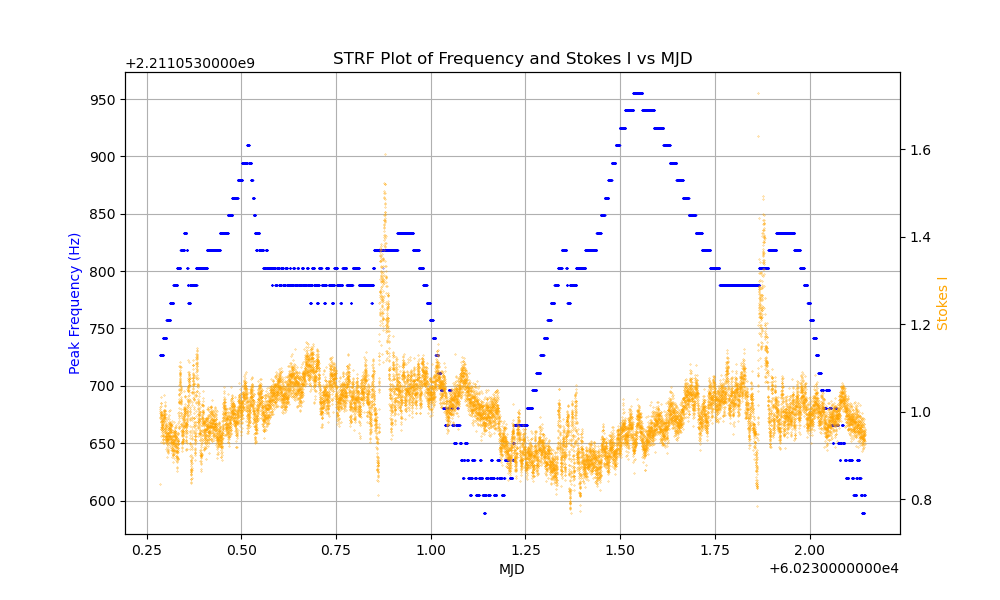 STRF Plot of Frequency and Stokes I vs MJD
+2.2110530000e9
950
900
850
800
750
700
650
600
Peak Frequency (Hz)
1.6
1.4
1.2
1.0
0.8
Stokes I
0.25 0.50 0.75 1.00 1.25 1.50 1.75 2.00
MJD
+6.0230000000e4